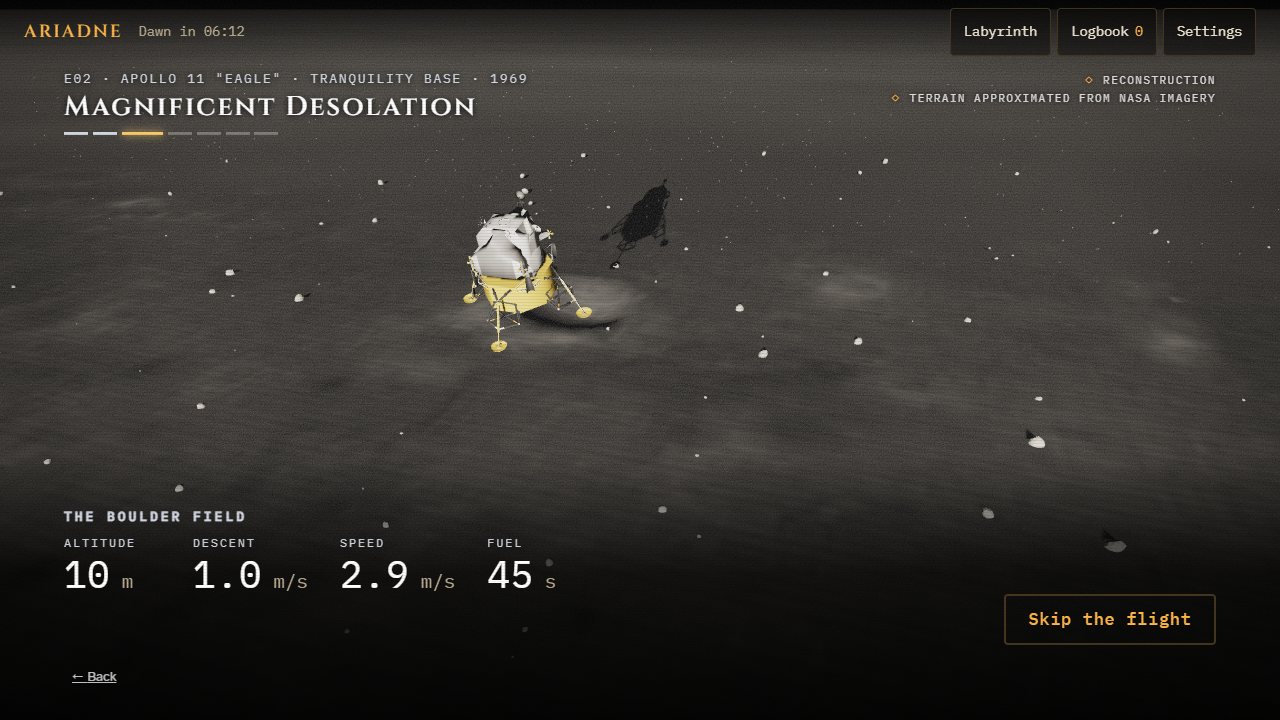 ARIADNE Dawn in 06:12 Labyrinth Logbook 0 Settings
E02 · APOLLO 11 "EAGLE" · TRANQUILITY BASE · 1969
MAGNIFICENT DESOLATION
◇ RECONSTRUCTION
◇ TERRAIN APPROXIMATED FROM NASA IMAGERY
THE BOULDER FIELD
ALTITUDE DESCENT SPEED FUEL
10 m 1.0 m/s 2.9 m/s 45 s
Skip the flight
← Back